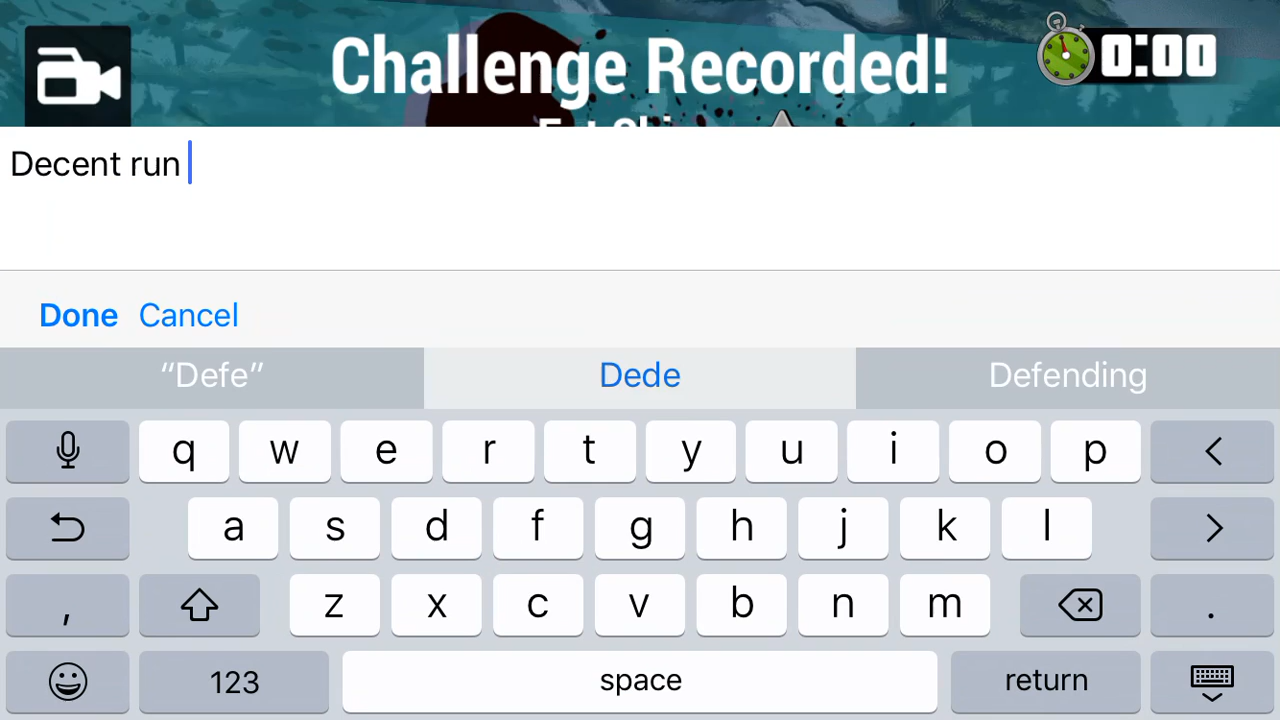 Challenge Recorded!
0:00
Decent run
Done Cancel
“Defe” Dede Defending
q w e r t y u i o p <
a s d f g h j k l >
, z x c v b n m .
123 space return